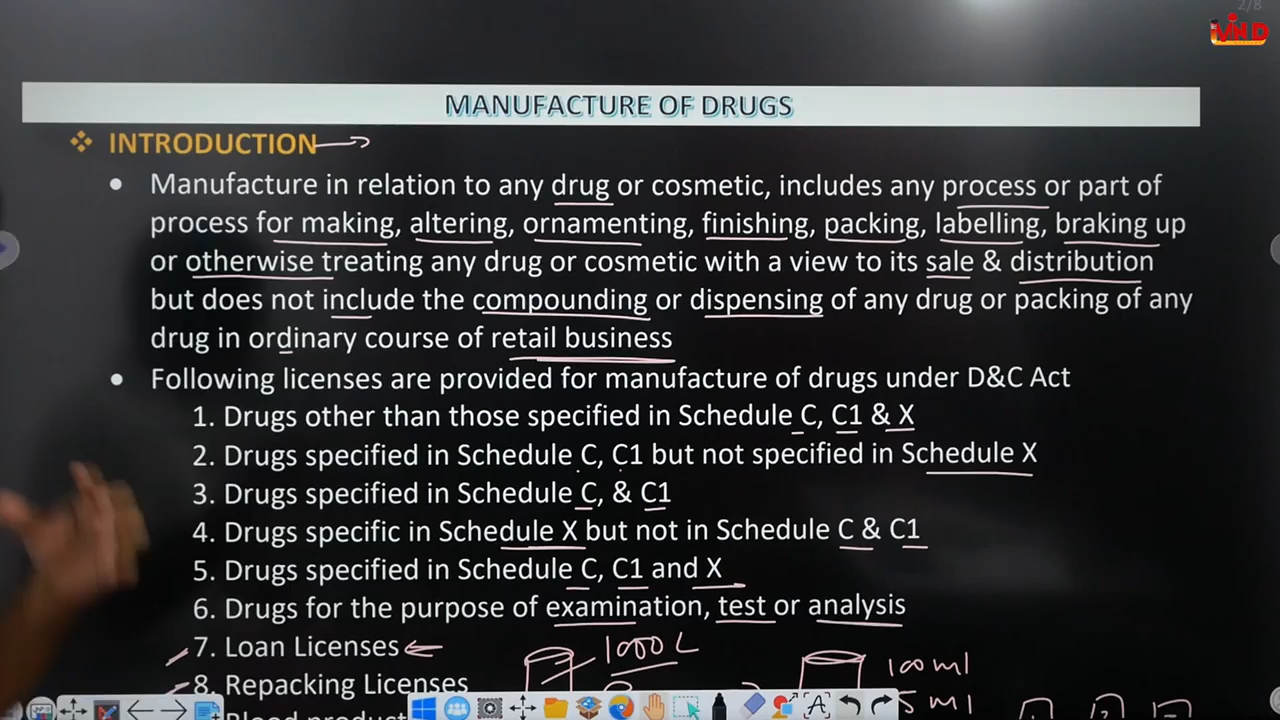 2/8
MIND
MANUFACTURE OF DRUGS
❖ INTRODUCTION
• Manufacture in relation to any drug or cosmetic, includes any process or part of
process for making, altering, ornamenting, finishing, packing, labelling, braking up
or otherwise treating any drug or cosmetic with a view to its sale & distribution
but does not include the compounding or dispensing of any drug or packing of any
drug in ordinary course of retail business
• Following licenses are provided for manufacture of drugs under D&C Act
1. Drugs other than those specified in Schedule C, C1 & X
2. Drugs specified in Schedule C, C1 but not specified in Schedule X
3. Drugs specified in Schedule C, & C1
4. Drugs specific in Schedule X but not in Schedule C & C1
5. Drugs specified in Schedule C, C1 and X
6. Drugs for the purpose of examination, test or analysis
7. Loan Licenses
1000 L
100ml
8. Repacking Licenses
5 ml